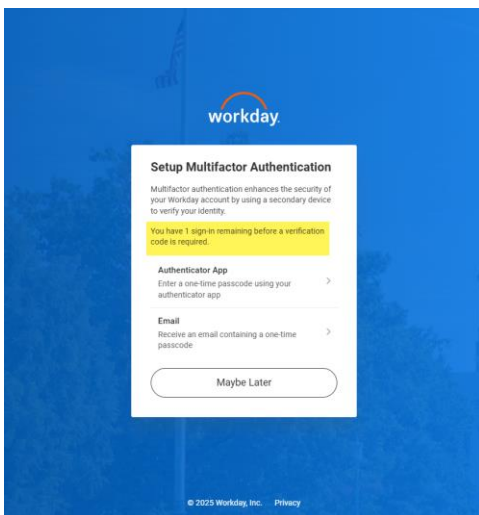 workday.
Setup Multifactor Authentication
Multifactor authentication enhances the security of
your Workday account by using a secondary device
to verify your identity.
You have 1 sign-in remaining before a verification
code is required.
Authenticator App
Enter a one-time passcode using your
authenticator app
Email
Receive an email containing a one-time
passcode
Maybe Later
© 2025 Workday, Inc. Privacy